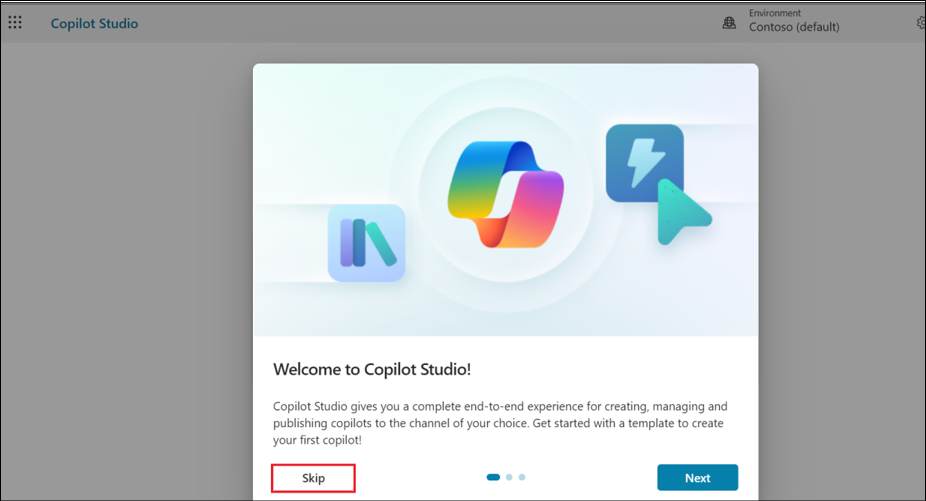 Copilot Studio
Environment
Contoso (default)
Welcome to Copilot Studio!
Copilot Studio gives you a complete end-to-end experience for creating, managing and
publishing copilots to the channel of your choice. Get started with a template to create
your first copilot!
Skip
Next